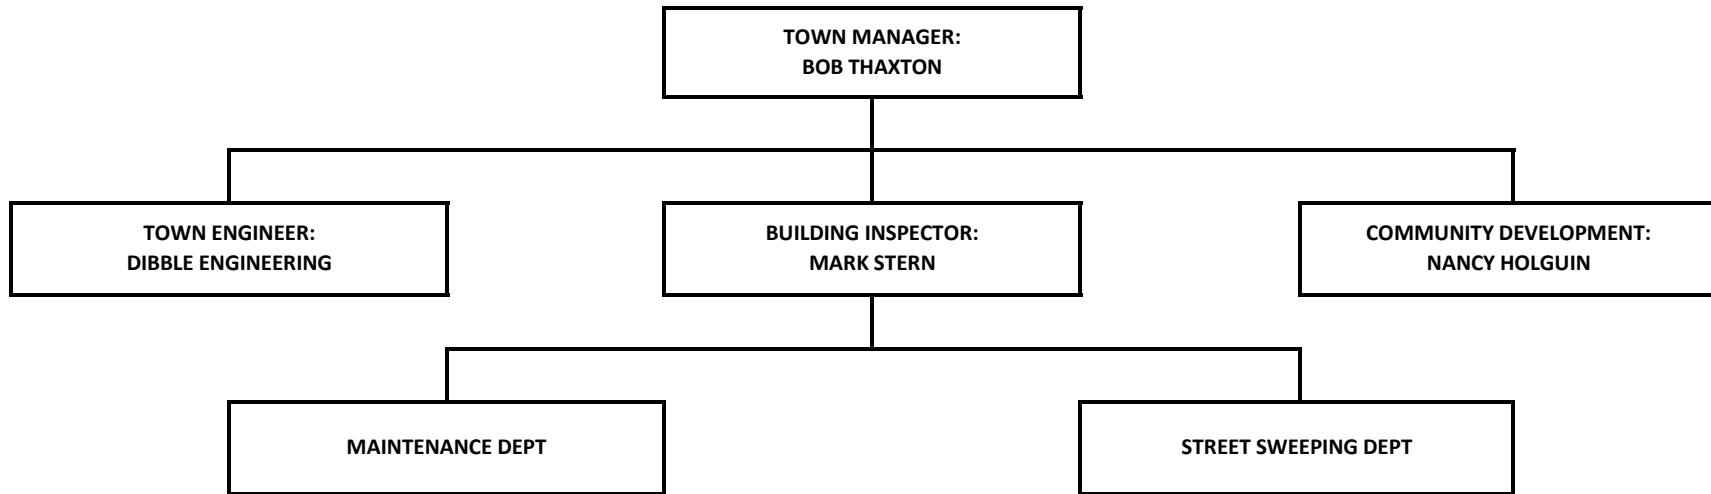 TOWN MANAGER:
BOB THAXTON
TOWN ENGINEER:
DIBBLE ENGINEERING
BUILDING INSPECTOR:
MARK STERN
COMMUNITY DEVELOPMENT:
NANCY HOLGUIN
MAINTENANCE DEPT
STREET SWEEPING DEPT